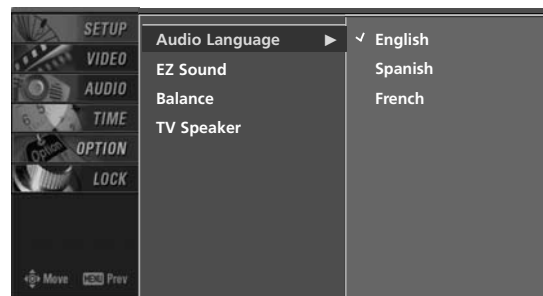 SETUP
VIDEO
AUDIO
TIME
OPTION
LOCK
Move MENU Prev
Audio Language ▶
EZ Sound
Balance
TV Speaker
✓ English
Spanish
French